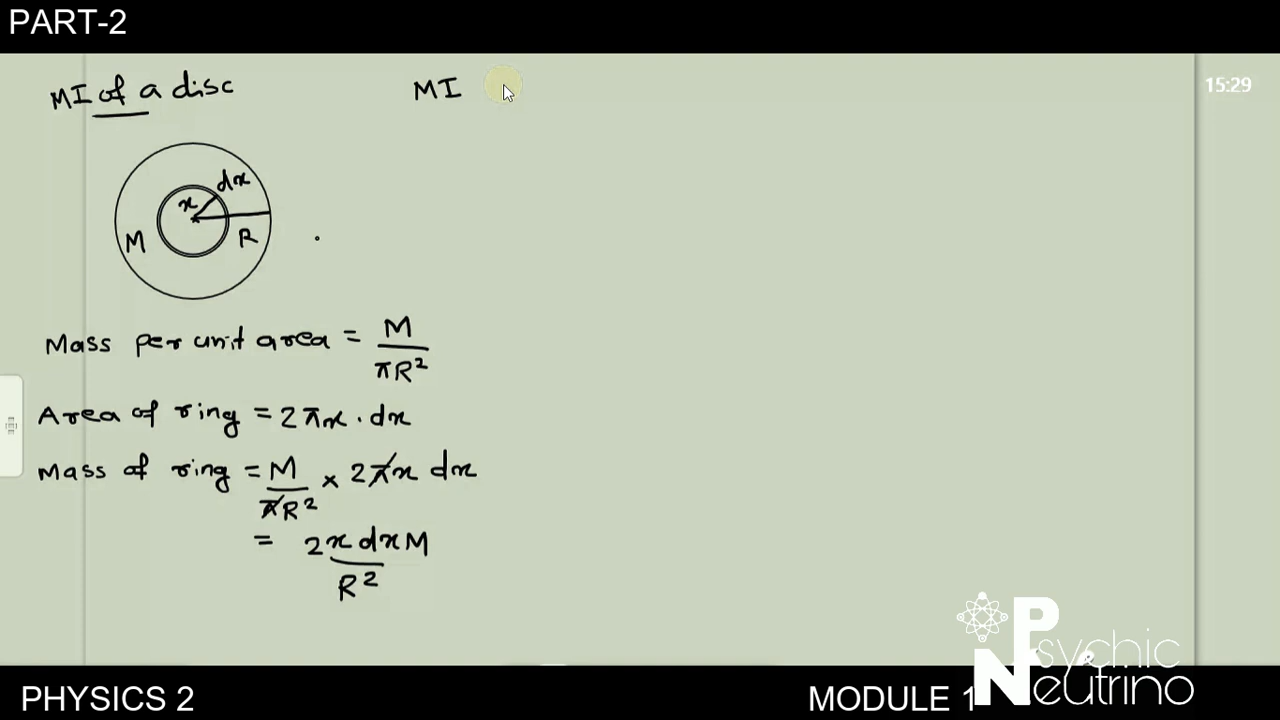 PART-2
MI of a disc
MI
15:29
dx
x
M
R
Mass per unit area = M / πR²
Area of ring = 2πx . dx
Mass of ring = M / πR² × 2πx dx
= 2x dx M / R²
Psychic
Neutrino
PHYSICS 2
MODULE 1